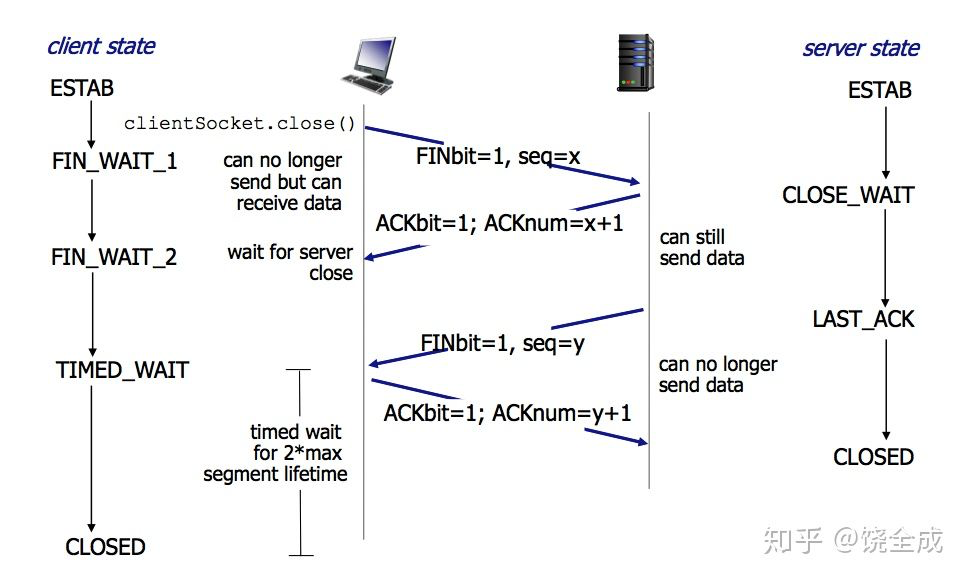 client state
server state
ESTAB
ESTAB
clientSocket.close()
FINbit=1, seq=x
FIN_WAIT_1
can no longer
send but can
receive data
CLOSE_WAIT
ACKbit=1; ACKnum=x+1
FIN_WAIT_2
wait for server
close
can still
send data
LAST_ACK
FINbit=1, seq=y
TIMED_WAIT
can no longer
send data
ACKbit=1; ACKnum=y+1
timed wait
for 2*max
segment lifetime
CLOSED
CLOSED
知乎 @饶全成